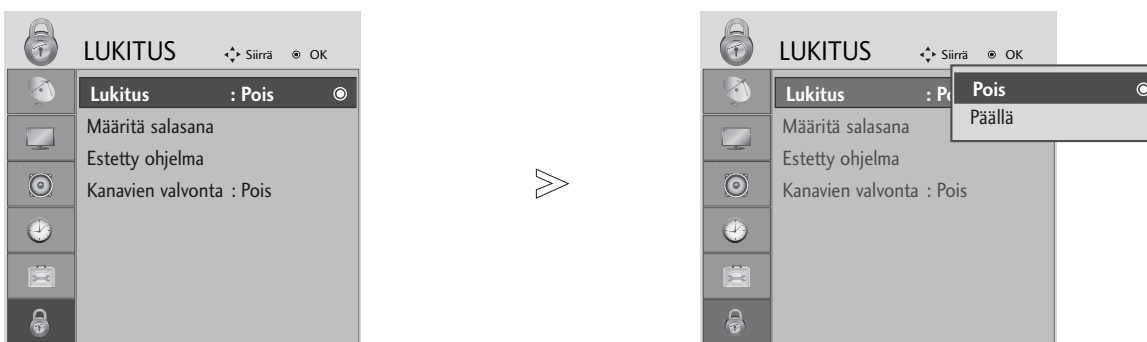 LUKITUS Siirrä OK
Lukitus : Pois
Määritä salasana
Estetty ohjelma
Kanavien valvonta : Pois
LUKITUS Siirrä OK
Lukitus
Pois
Päällä
Määritä salasana
Estetty ohjelma
Kanavien valvonta : Pois